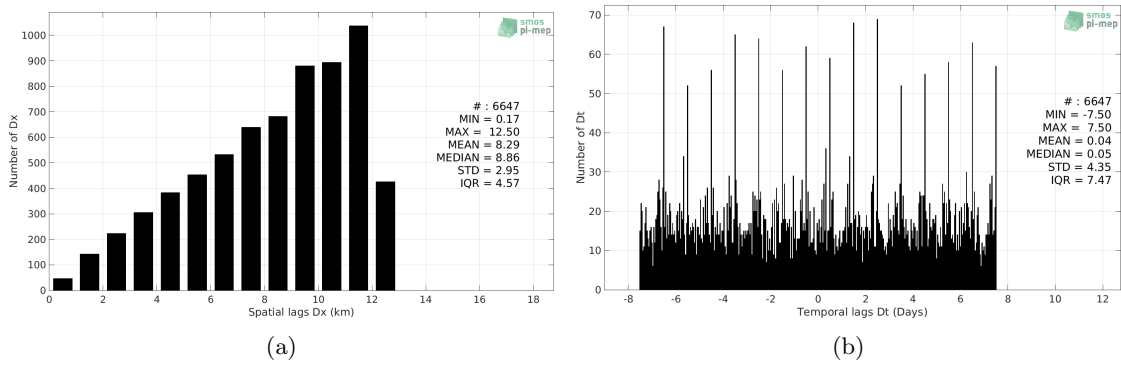 1000
900
800
700
600
500
400
300
200
100
0
Number of Dx
0 2 4 6 8 10 12 14 16 18
Spatial lags Dx (km)
smos
pi-mep
# : 6647
MIN = 0.17
MAX = 12.50
MEAN = 8.29
MEDIAN = 8.86
STD = 2.95
IQR = 4.57
(a)
70
60
50
40
30
20
10
0
Number of Dt
-8 -6 -4 -2 0 2 4 6 8 10 12
Temporal lags Dt (Days)
smos
pi-mep
# : 6647
MIN = -7.50
MAX = 7.50
MEAN = 0.04
MEDIAN = 0.05
STD = 4.35
IQR = 7.47
(b)